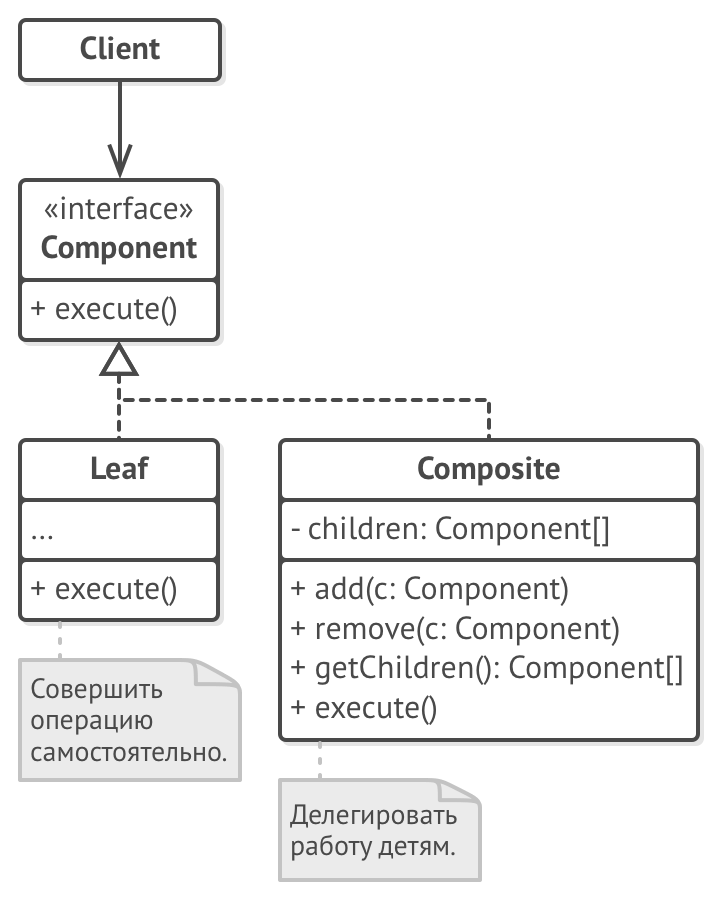 Client
«interface»
Component
+ execute()
Leaf
...
+ execute()
Совершить
операцию
самостоятельно.
Composite
- children: Component[]
+ add(c: Component)
+ remove(c: Component)
+ getChildren(): Component[]
+ execute()
Делегировать
работу детям.